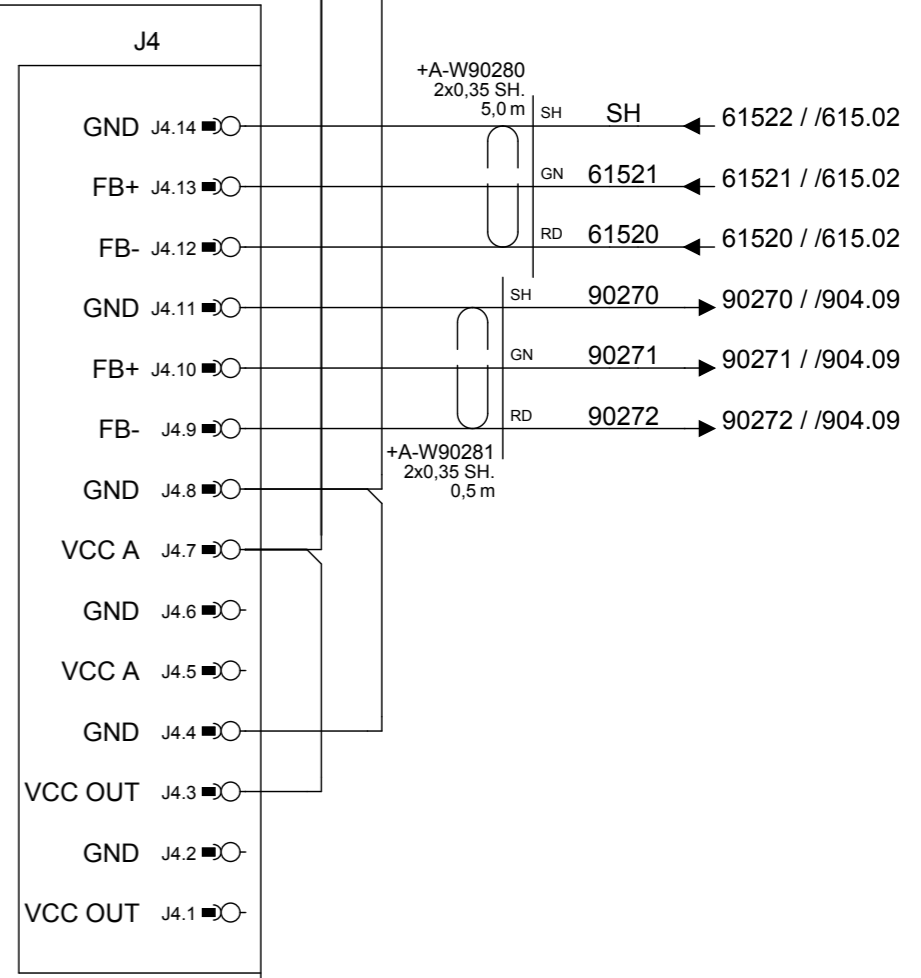 J4
+A-W90280
2x0,35 SH.
5,0 m
GND J4.14 SH SH 61522 / /615.02
FB+ J4.13 GN 61521 61521 / /615.02
FB- J4.12 RD 61520 61520 / /615.02
GND J4.11 SH 90270 90270 / /904.09
FB+ J4.10 GN 90271 90271 / /904.09
FB- J4.9 RD 90272 90272 / /904.09
+A-W90281
2x0,35 SH.
0,5 m
GND J4.8
VCC A J4.7
GND J4.6
VCC A J4.5
GND J4.4
VCC OUT J4.3
GND J4.2
VCC OUT J4.1